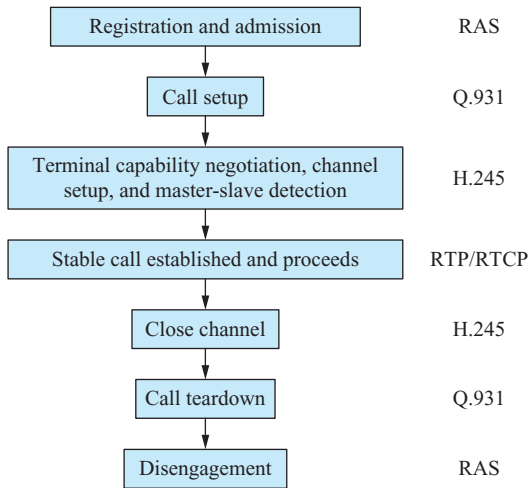 Registration and admission RAS
Call setup Q.931
Terminal capability negotiation, channel
setup, and master-slave detection H.245
Stable call established and proceeds RTP/RTCP
Close channel H.245
Call teardown Q.931
Disengagement RAS